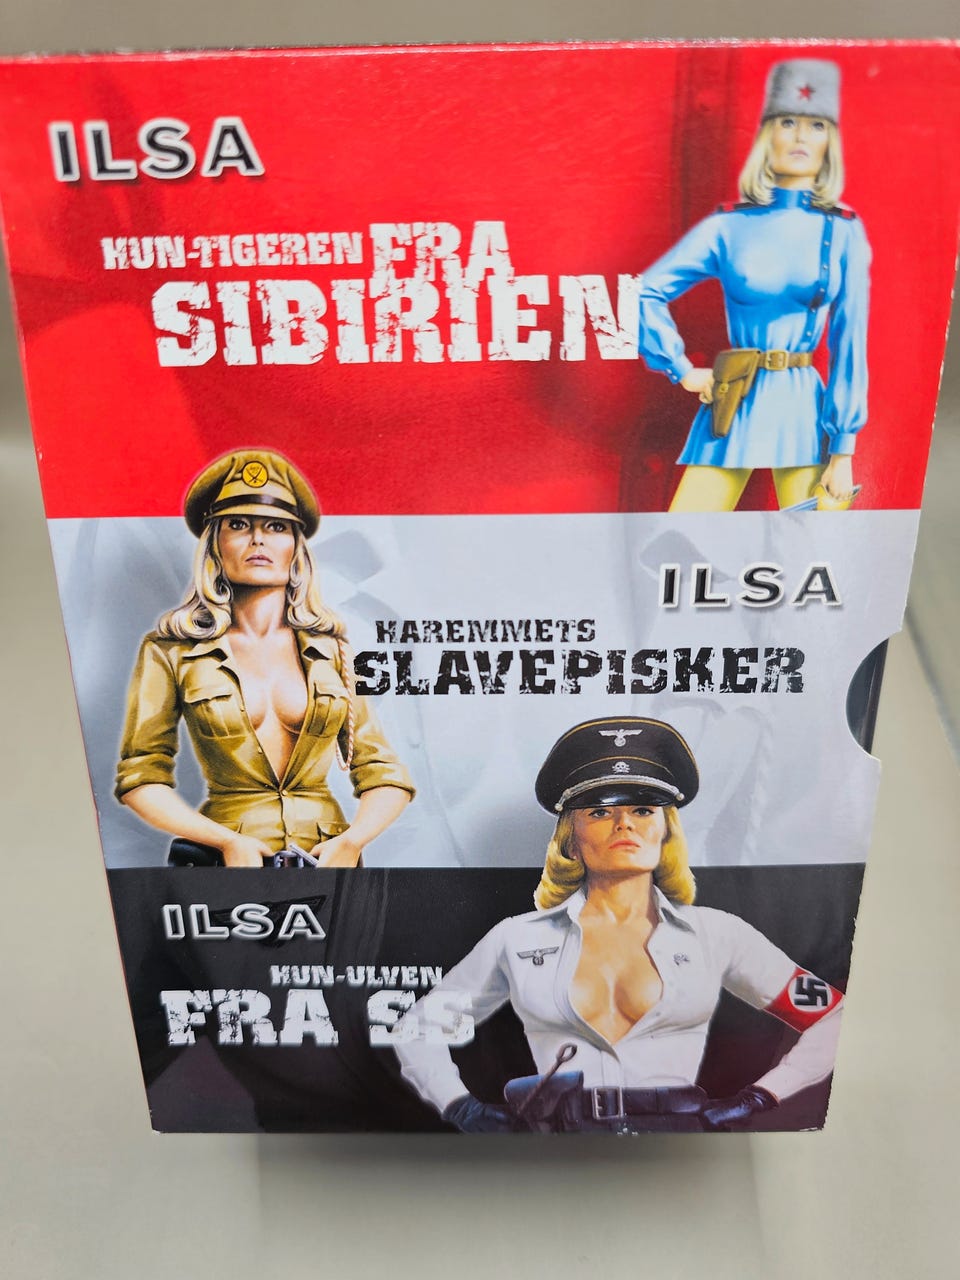 ILSA
HUN-TIGEREN FRA
SIBIRIEN
ILSA
HAREMMETS
SLAVEPISKER
ILSA
HUN-ULVEN
FRA SS